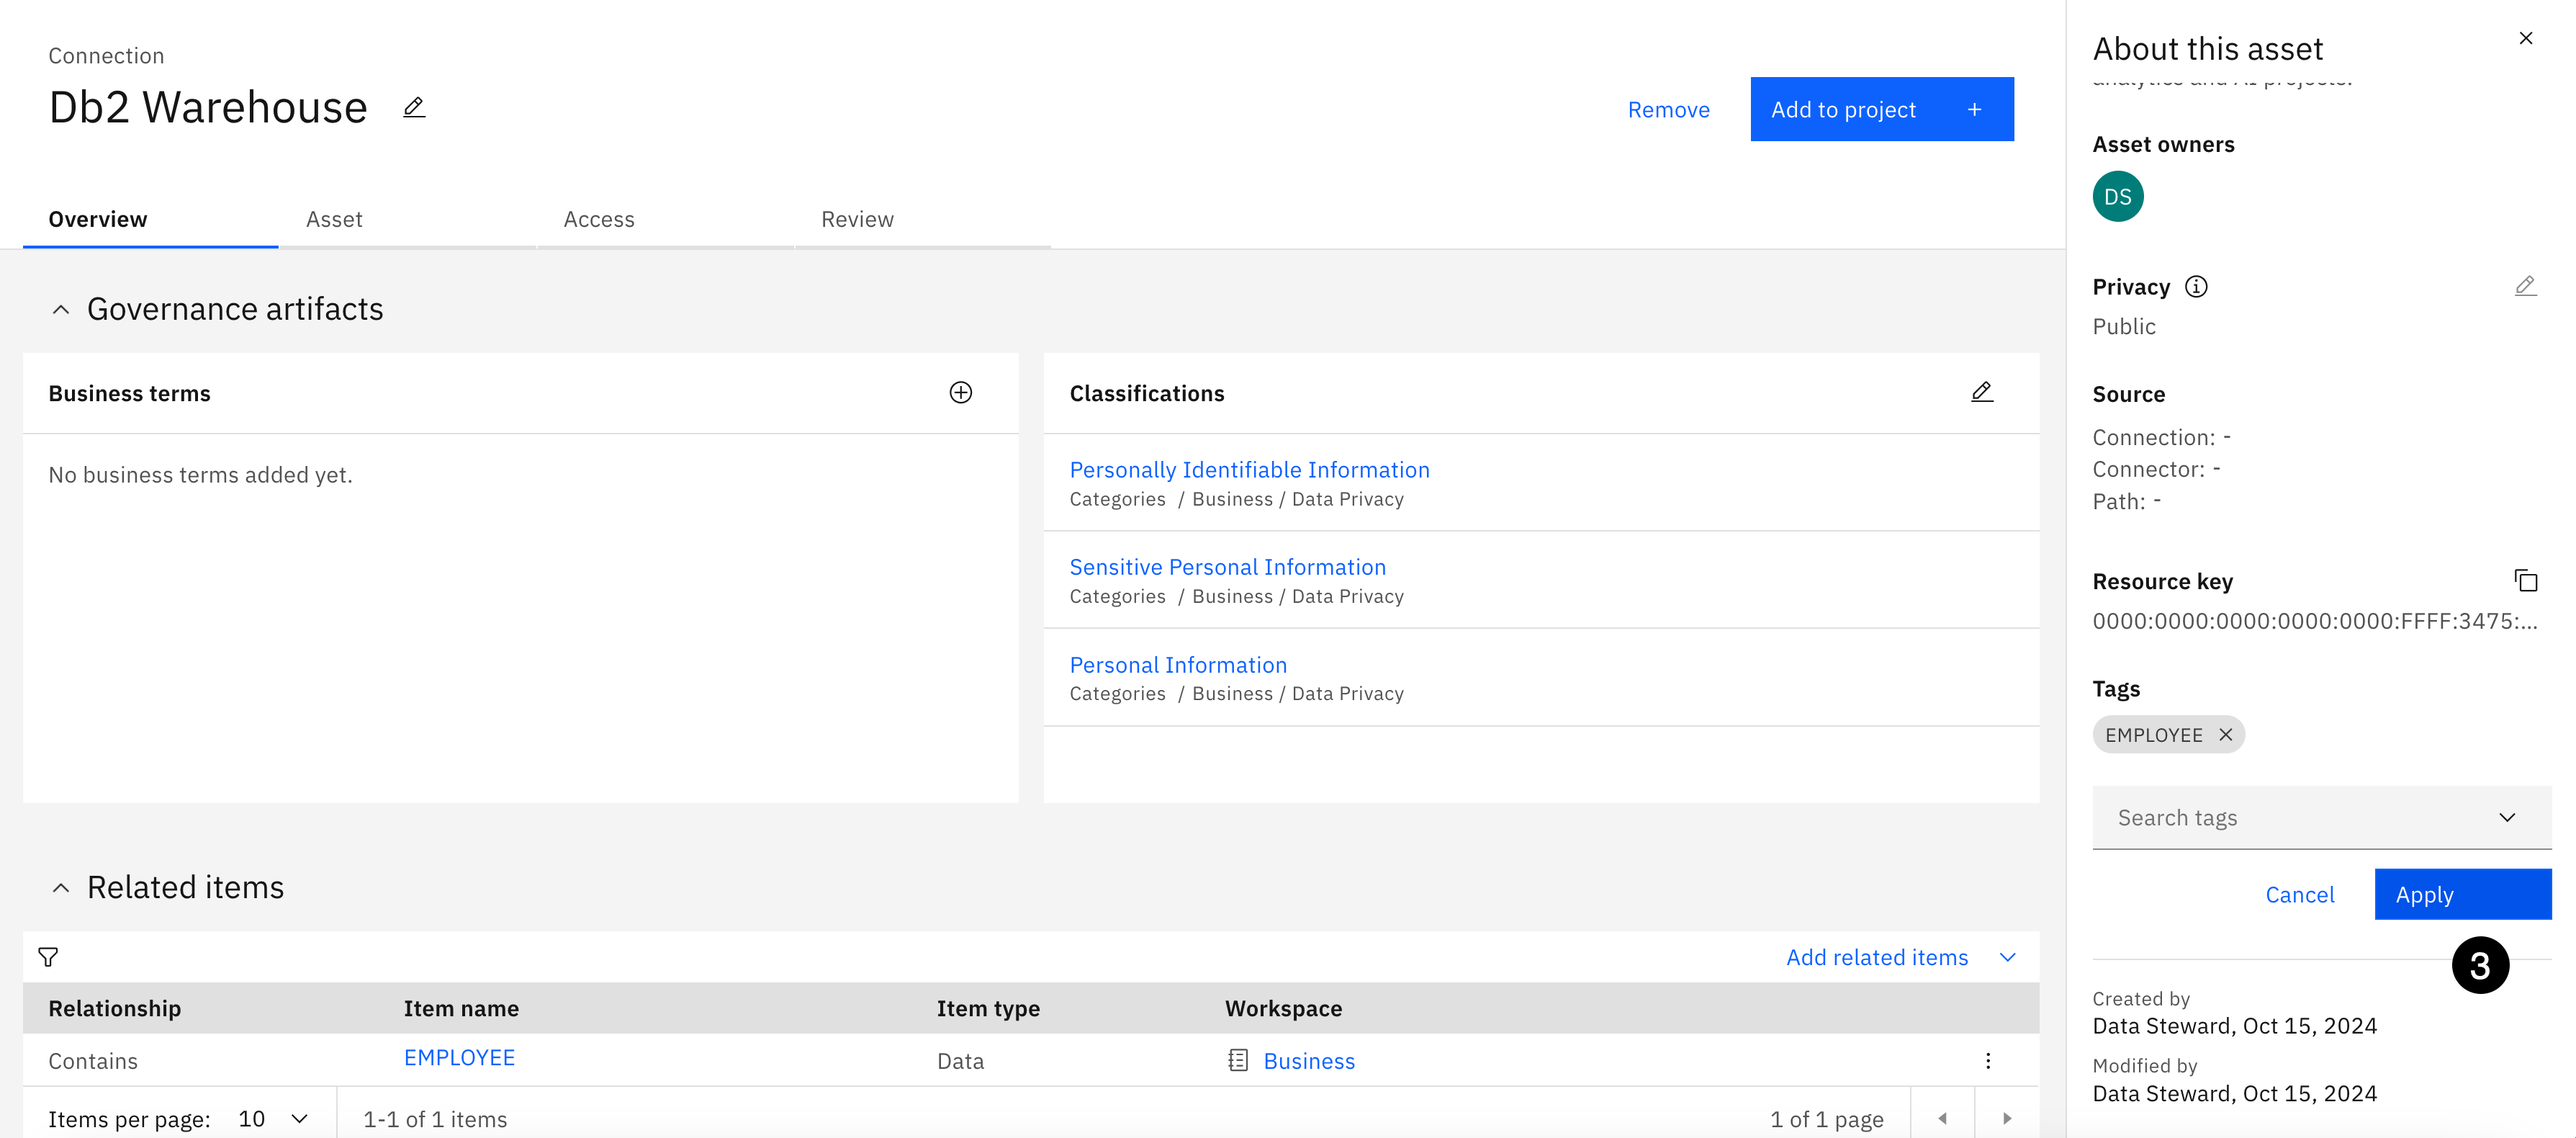 Connection
Db2 Warehouse
Remove
Add to project
Overview
Asset
Access
Review
Governance artifacts
Business terms
No business terms added yet.
Classifications
Personally Identifiable Information
Categories / Business / Data Privacy
Sensitive Personal Information
Categories / Business / Data Privacy
Personal Information
Categories / Business / Data Privacy
Related items
Add related items
Relationship Item name Item type Workspace
Contains EMPLOYEE Data Business
Items per page: 10 1-1 of 1 items 1 of 1 page
About this asset
analytics and AI projects.
Asset owners
DS
Privacy
Public
Source
Connection: -
Connector: -
Path: -
Resource key
0000:0000:0000:0000:0000:FFFF:3475:...
Tags
EMPLOYEE
Search tags
Cancel
Apply
3
Created by
Data Steward, Oct 15, 2024
Modified by
Data Steward, Oct 15, 2024